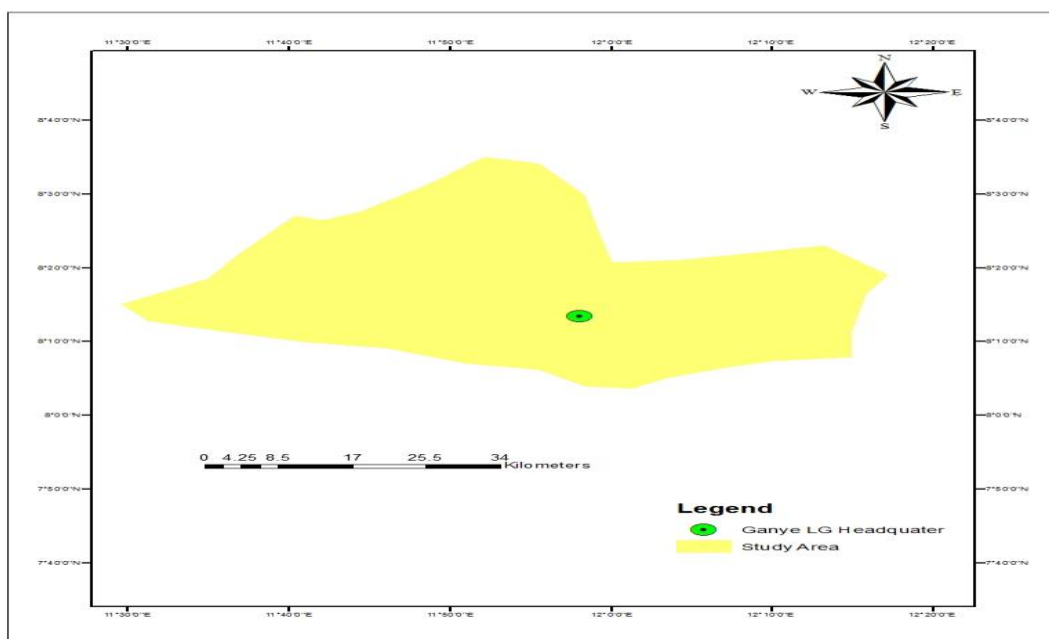 11°30'0"E 11°40'0"E 11°50'0"E 12°0'0"E 12°10'0"E 12°20'0"E
N
W E
S
8°40'0"N 8°40'0"N
8°30'0"N 8°30'0"N
8°20'0"N 8°20'0"N
8°10'0"N 8°10'0"N
8°0'0"N 8°0'0"N
0 4.25 8.5 17 25.5 34
Kilometers
7°50'0"N 7°50'0"N
Legend
Ganye LG Headquater
Study Area
7°40'0"N 7°40'0"N
11°30'0"E 11°40'0"E 11°50'0"E 12°0'0"E 12°10'0"E 12°20'0"E